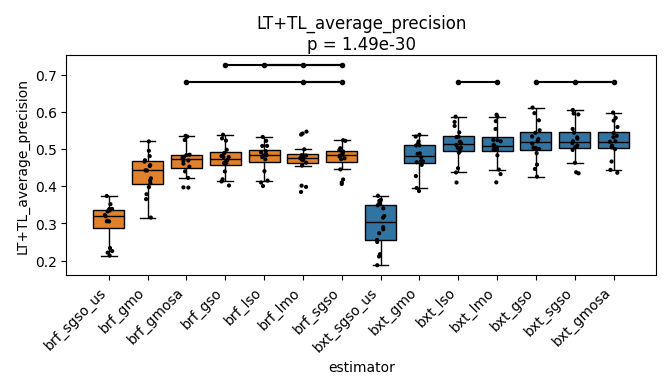 LT+TL_average_precision
p = 1.49e-30
LT+TL_average_precision
0.7
0.6
0.5
0.4
0.3
0.2
brf_sgso_us
brf_gmo
brf_gmosa
brf_gso
brf_lso
brf_lmo
brf_sgso
bxt_sgso_us
bxt_gmo
bxt_lso
bxt_lmo
bxt_gso
bxt_sgso
bxt_gmosa
estimator